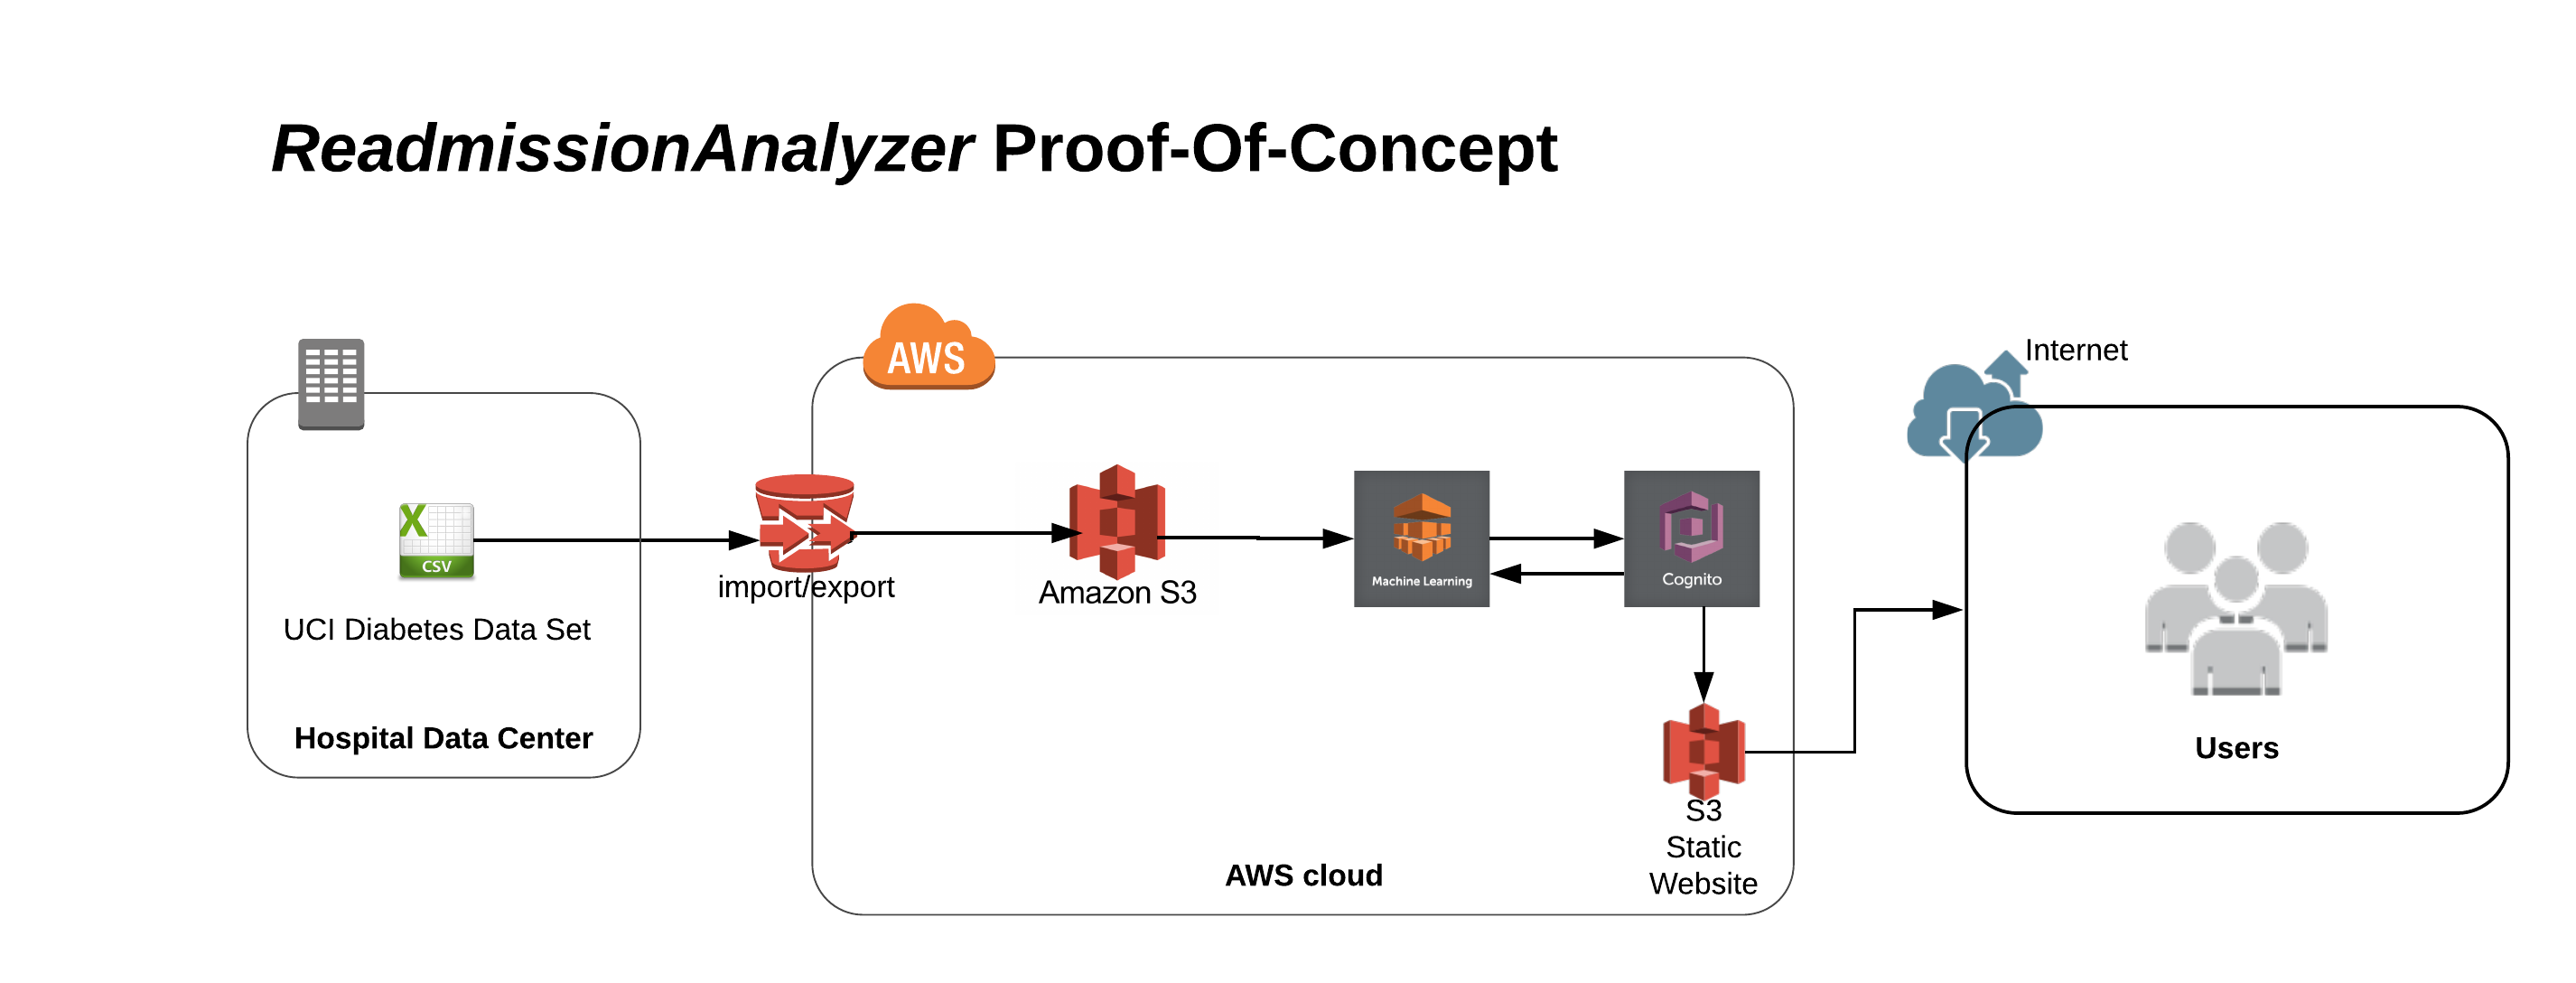 ReadmissionAnalyzer Proof-Of-Concept
AWS
Internet
X
CSV
import/export
Amazon S3
Machine Learning
Cognito
UCI Diabetes Data Set
Hospital Data Center
Users
S3
Static
Website
AWS cloud